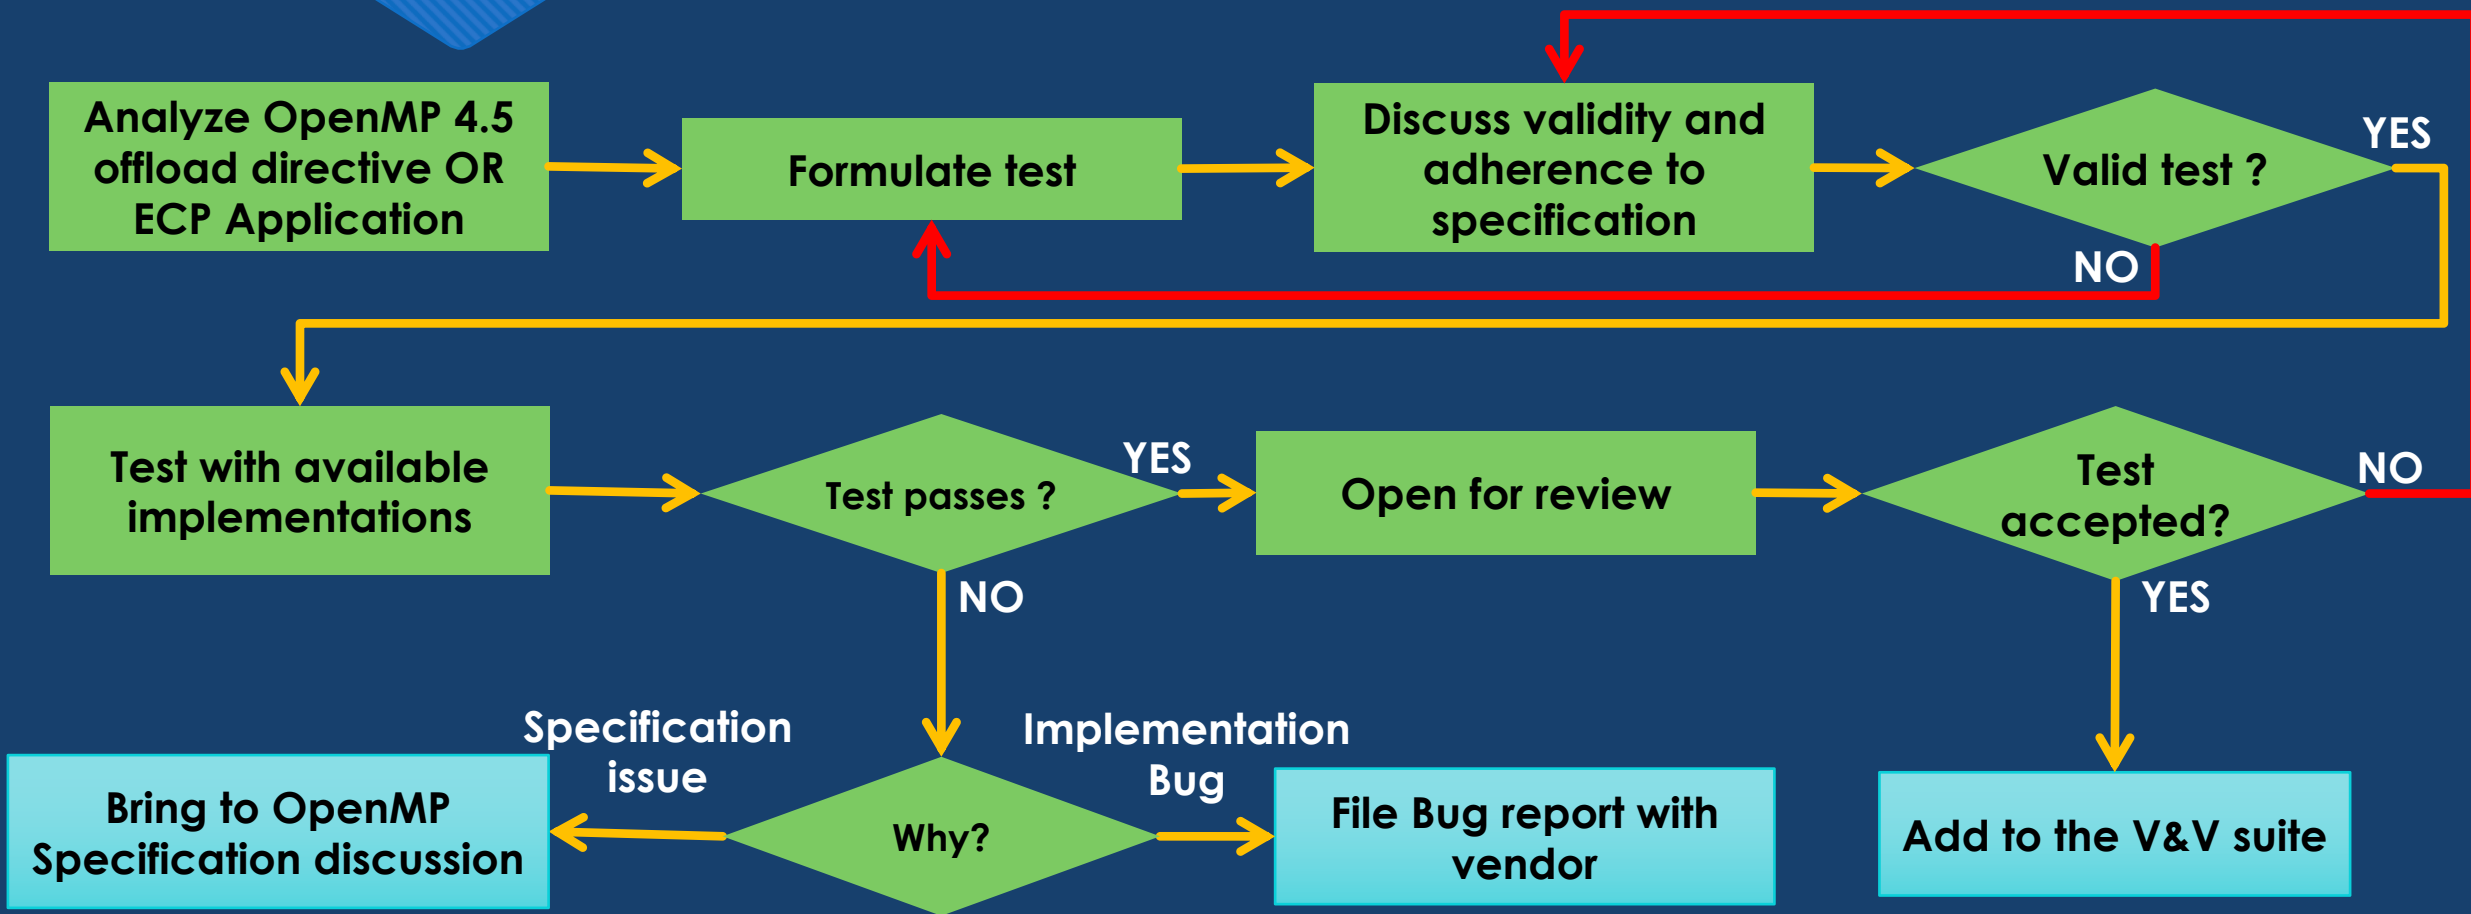 Analyze OpenMP 4.5
offload directive OR
ECP Application
Formulate test
Discuss validity and
adherence to
specification
Valid test ?
YES
NO
Test with available
implementations
Test passes ?
YES
NO
Open for review
Test
accepted?
NO
YES
Specification
issue
Implementation
Bug
Bring to OpenMP
Specification discussion
Why?
File Bug report with
vendor
Add to the V&V suite